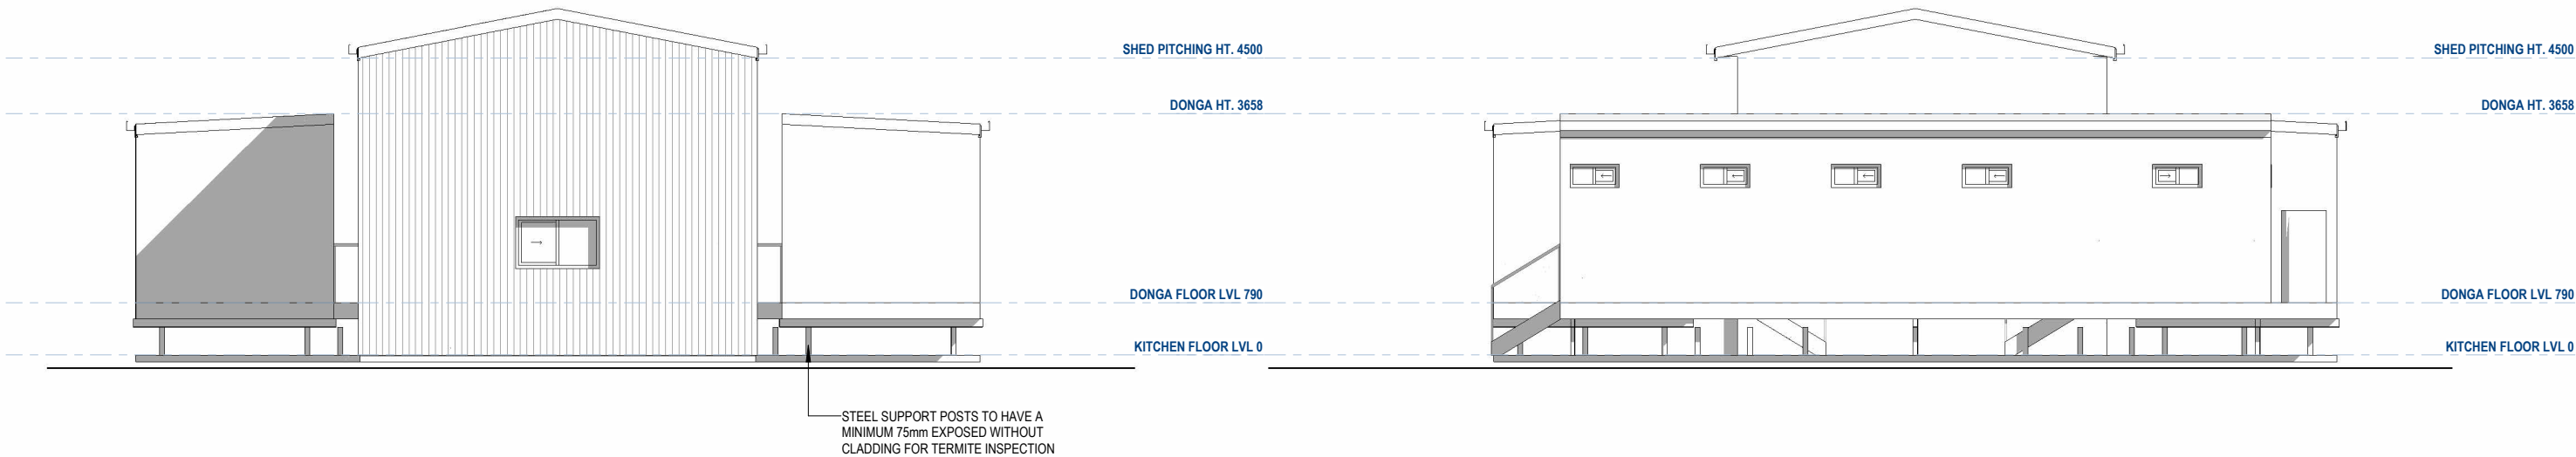 SHED PITCHING HT. 4500
DONGA HT. 3658
DONGA FLOOR LVL 790
KITCHEN FLOOR LVL 0
STEEL SUPPORT POSTS TO HAVE A
MINIMUM 75mm EXPOSED WITHOUT
CLADDING FOR TERMITE INSPECTION
SHED PITCHING HT. 4500
DONGA HT. 3658
DONGA FLOOR LVL 790
KITCHEN FLOOR LVL 0